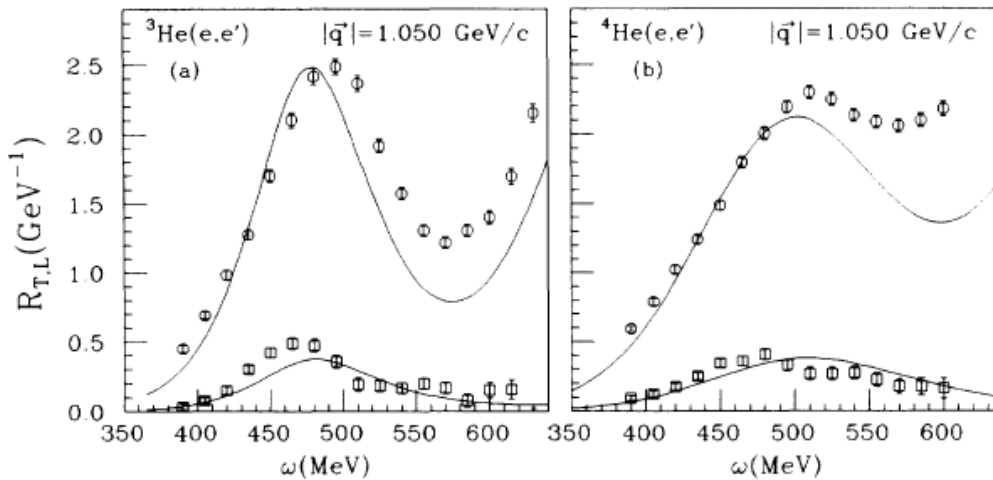 ³He(e,e′) |q⃗|=1.050 GeV/c
(a)
⁴He(e,e′) |q⃗|=1.050 GeV/c
(b)
R_T,L(GeV⁻¹)
2.5
2.0
1.5
1.0
0.5
0.0
350 400 450 500 550 600
350 400 450 500 550 600
ω(MeV)
ω(MeV)